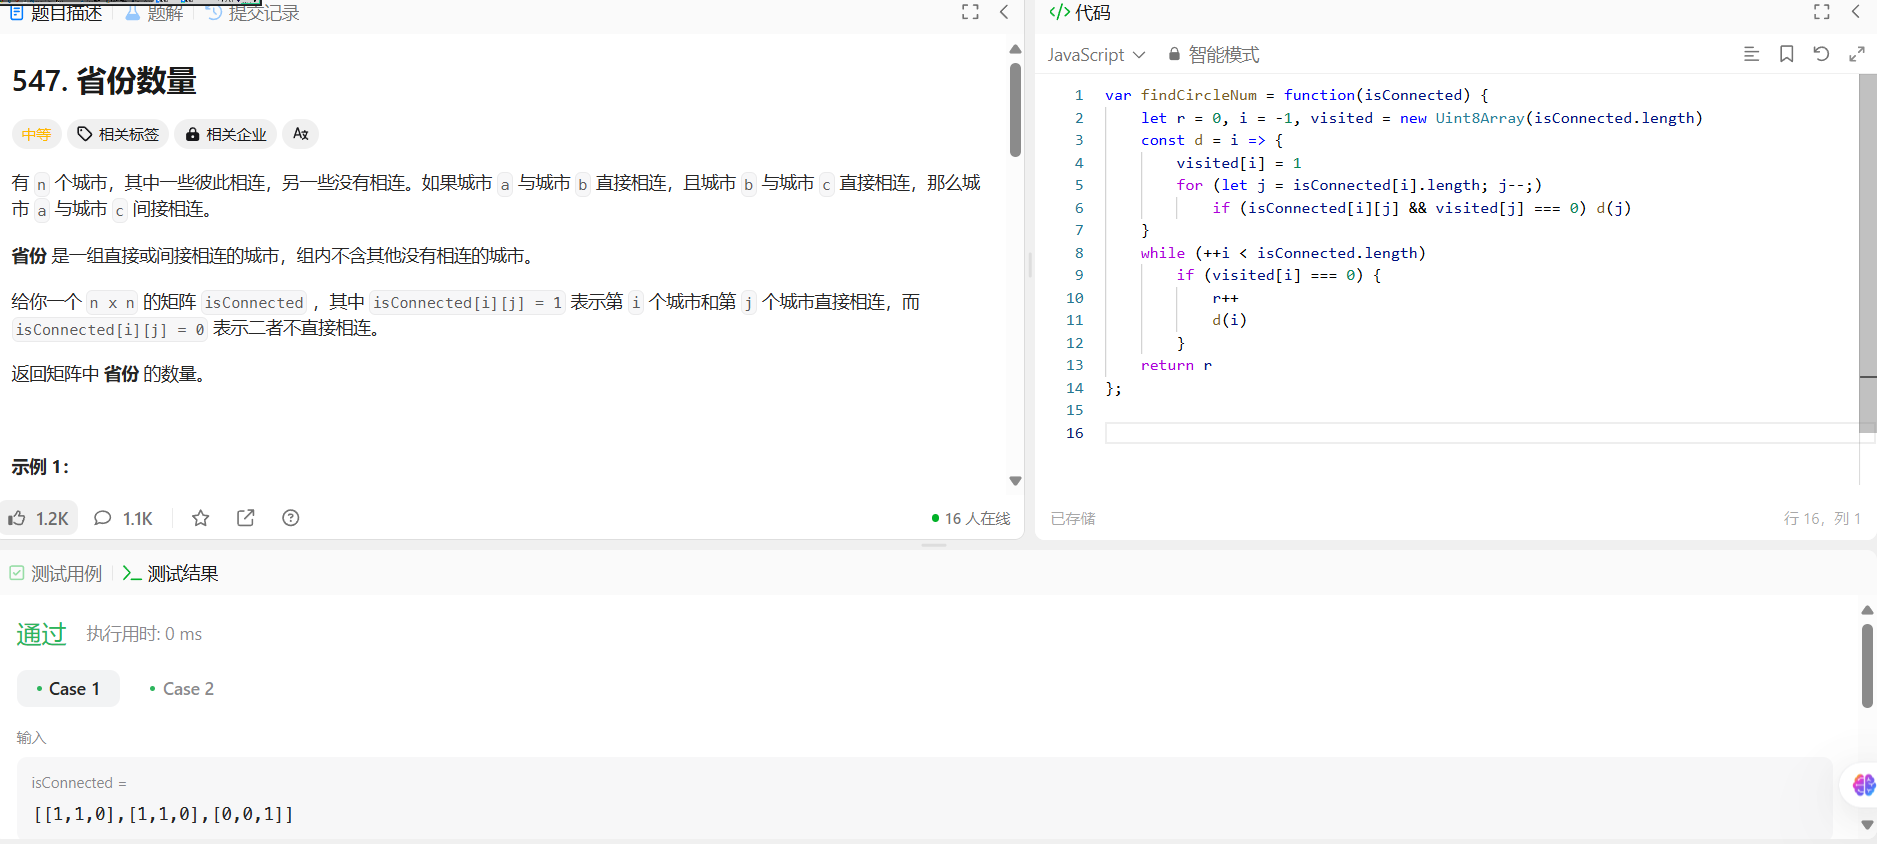 题目描述 题解 提交记录
547. 省份数量
中等 相关标签 相关企业
有 n 个城市，其中一些彼此相连，另一些没有相连。如果城市 a 与城市 b 直接相连，且城市 b 与城市 c 直接相连，那么城
市 a 与城市 c 间接相连。
省份 是一组直接或间接相连的城市，组内不含其他没有相连的城市。
给你一个 n x n 的矩阵 isConnected ，其中 isConnected[i][j] = 1 表示第 i 个城市和第 j 个城市直接相连，而
isConnected[i][j] = 0 表示二者不直接相连。
返回矩阵中 省份 的数量。
示例 1：
1.2K 1.1K 16 人在线
代码
JavaScript 智能模式
1 var findCircleNum = function(isConnected) {
2 let r = 0, i = -1, visited = new Uint8Array(isConnected.length)
3 const d = i => {
4 visited[i] = 1
5 for (let j = isConnected[i].length; j--;)
6 if (isConnected[i][j] && visited[j] === 0) d(j)
7 }
8 while (++i < isConnected.length)
9 if (visited[i] === 0) {
10 r++
11 d(i)
12 }
13 return r
14 };
15
16
已存储 行 16，列 1
测试用例 测试结果
通过 执行用时: 0 ms
Case 1 Case 2
输入
isConnected =
[[1,1,0],[1,1,0],[0,0,1]]